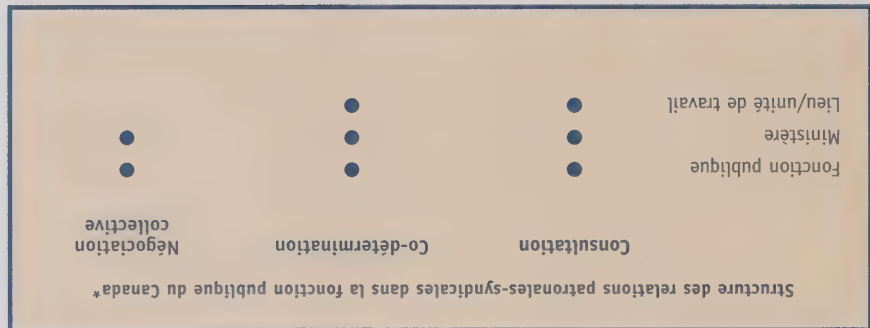 Structure des relations patronales-syndicales dans la fonction publique du Canada*
Consultation Co-détermination Négociation
collective
Fonction publique ● ● ●
Ministère ● ● ●
Lieu/unité de travail ● ●